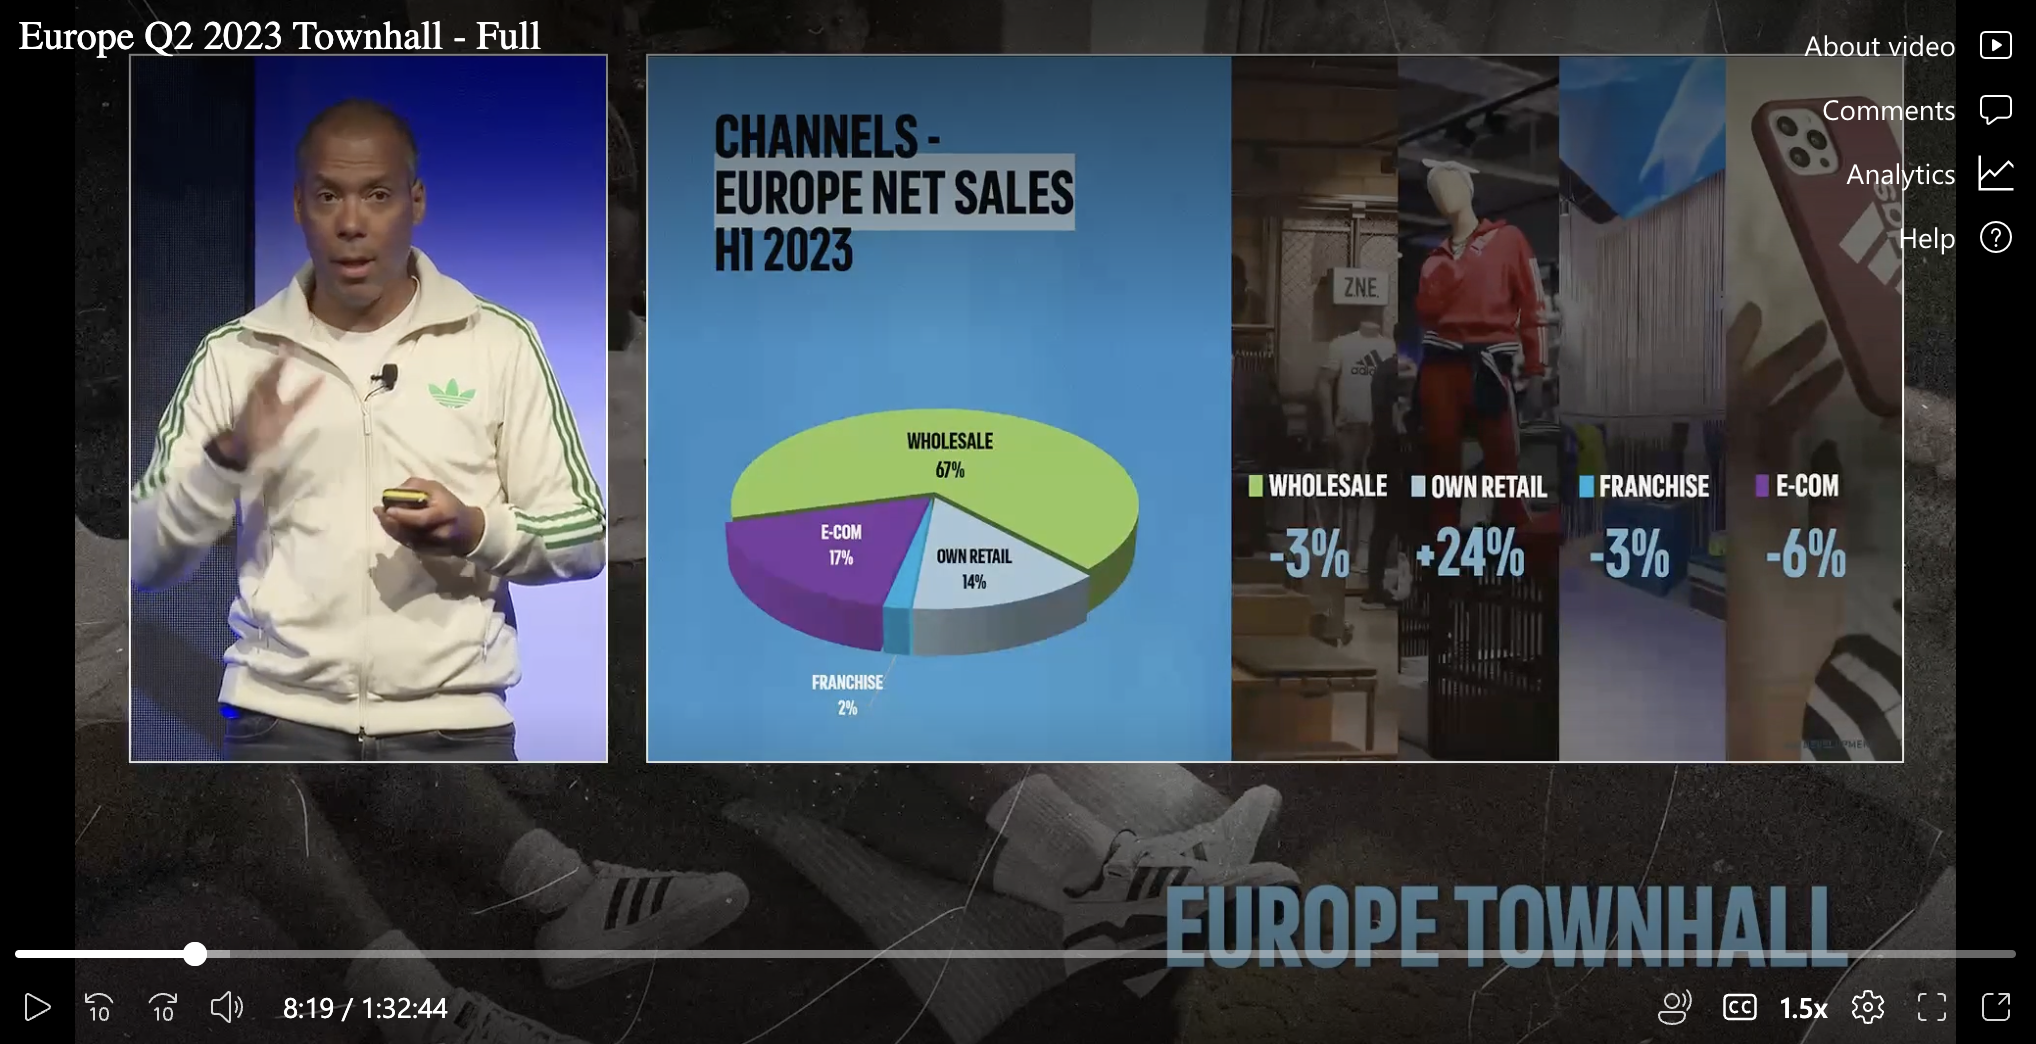 Europe Q2 2023 Townhall - Full
About video
Comments
Analytics
Help
CHANNELS -
EUROPE NET SALES
H1 2023
WHOLESALE
67%
E-COM
17%
OWN RETAIL
14%
FRANCHISE
2%
Z.N.E.
WHOLESALE
-3%
OWN RETAIL
+24%
FRANCHISE
-3%
E-COM
-6%
EUROPE TOWNHALL
10
10
8:19 / 1:32:44
CC
1.5x